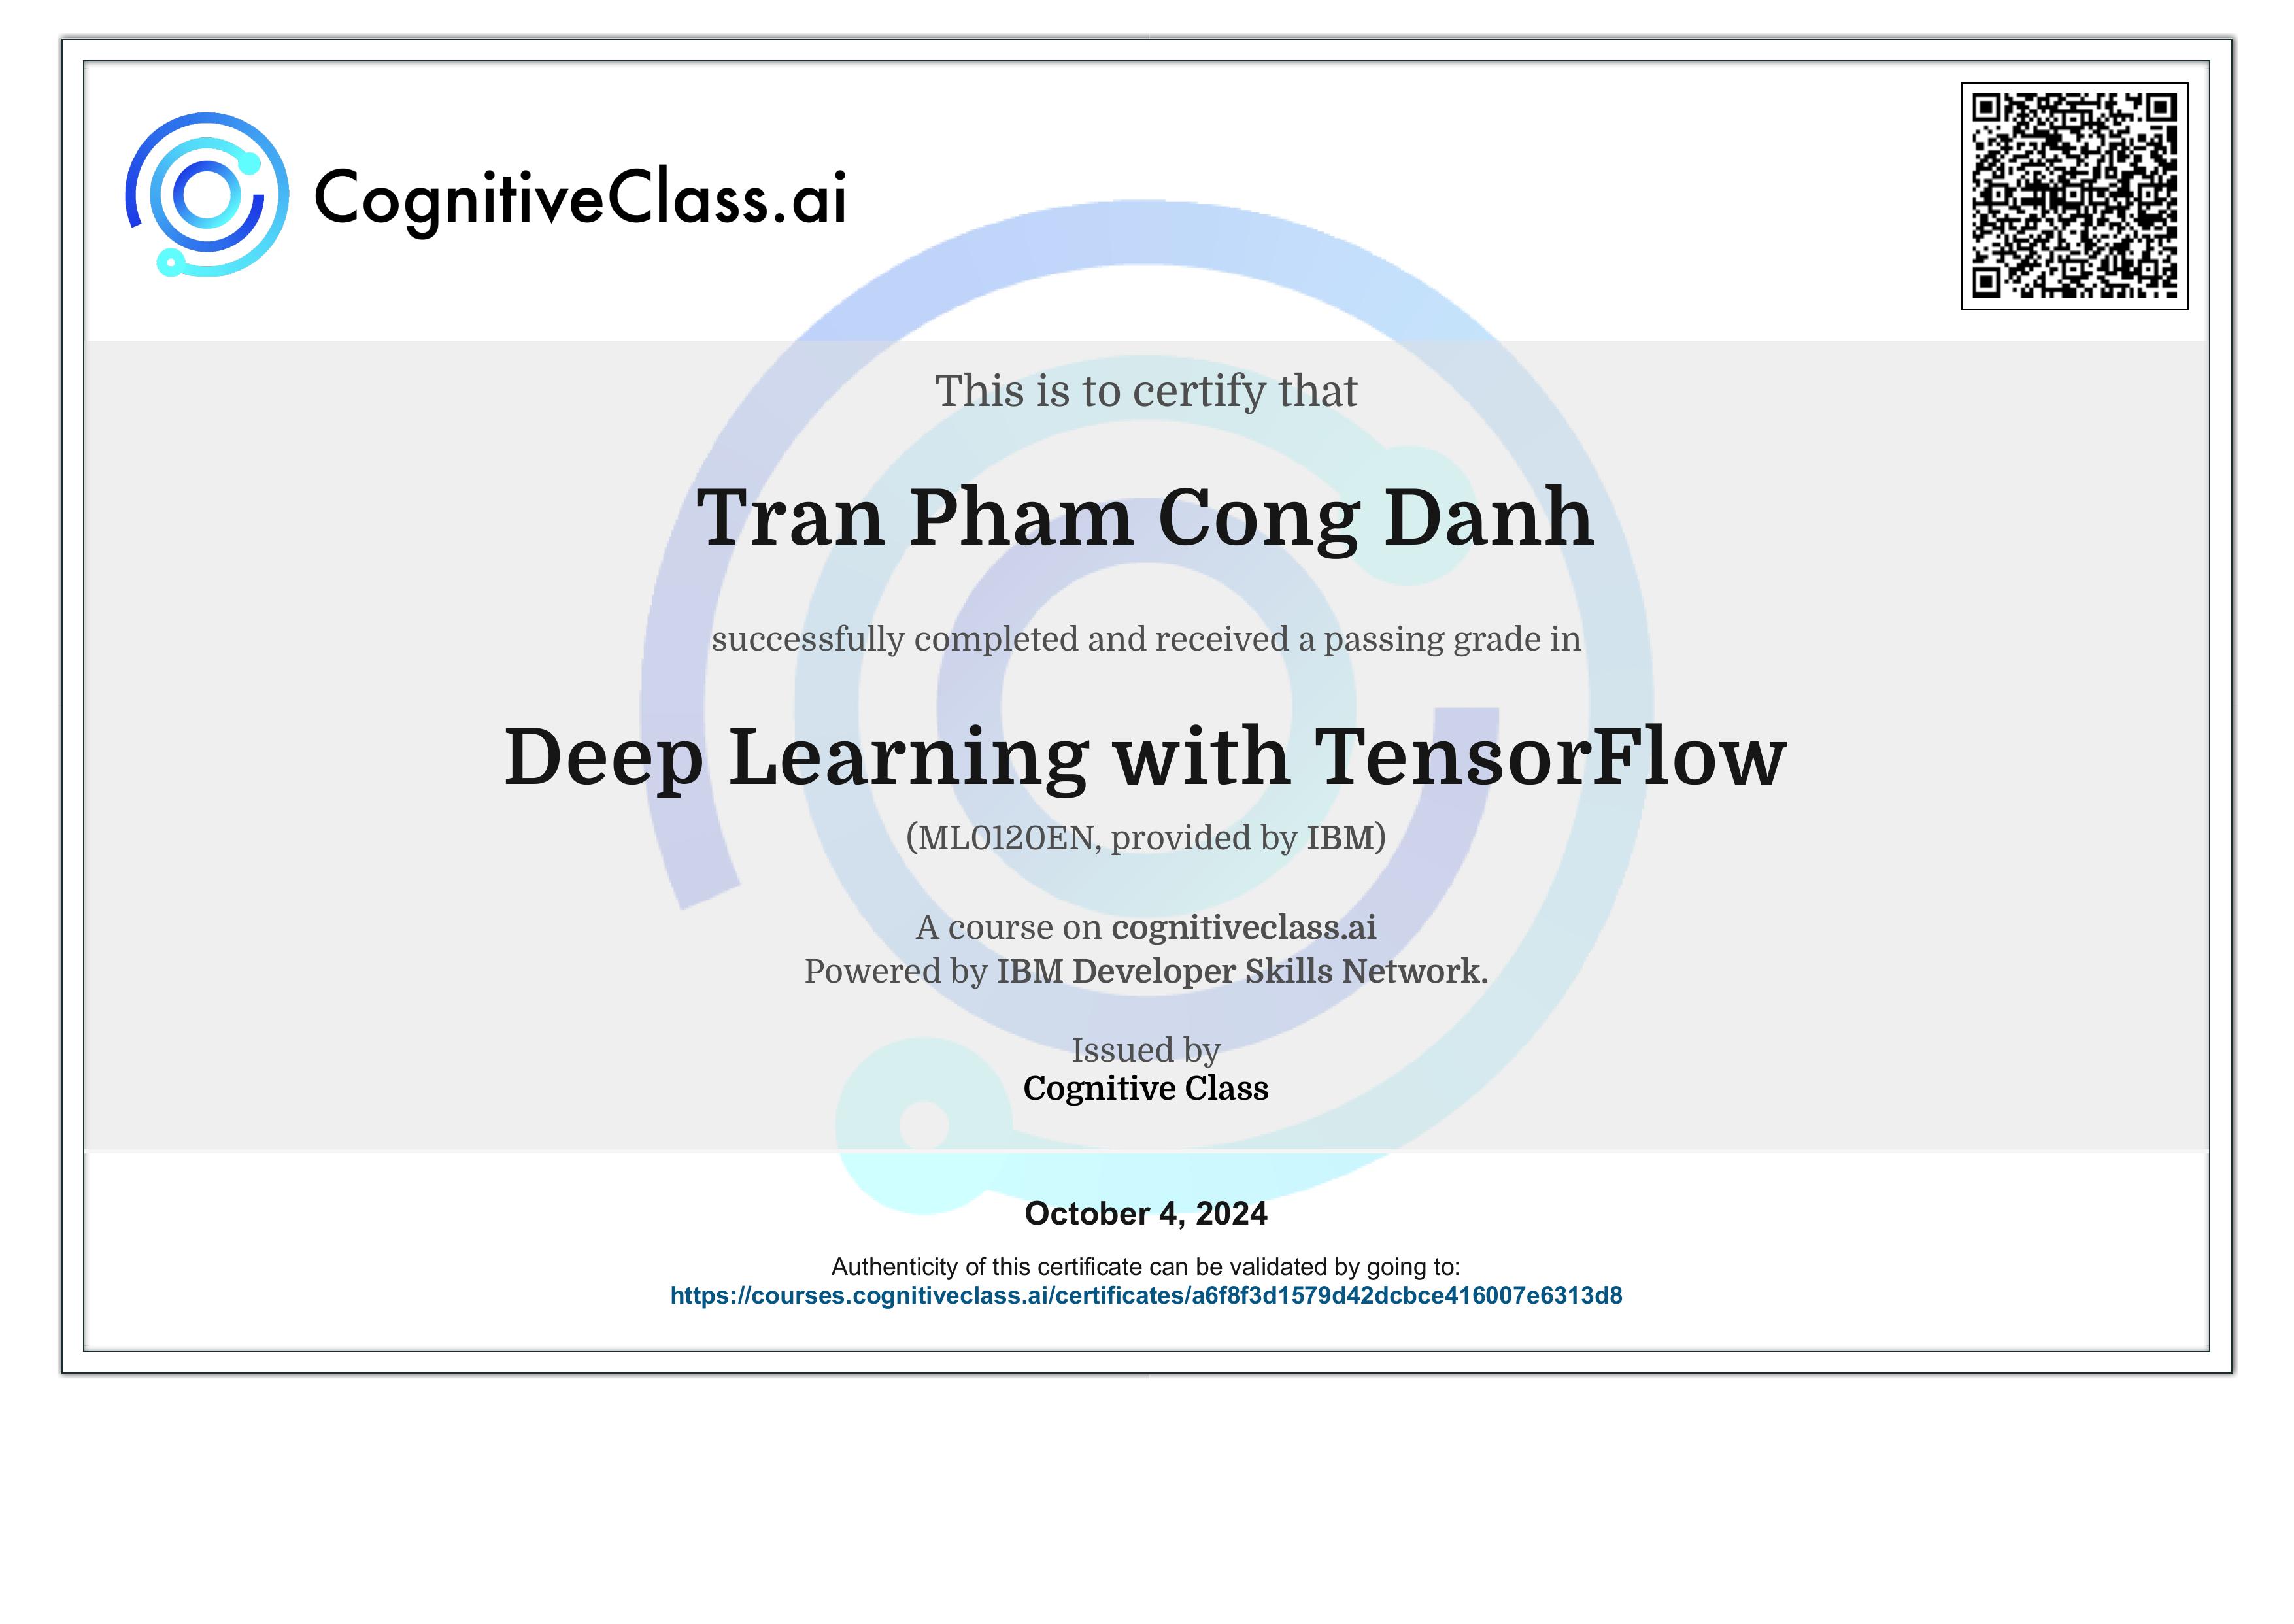 CognitiveClass.ai
This is to certify that
Tran Pham Cong Danh
successfully completed and received a passing grade in
Deep Learning with TensorFlow
(ML0120EN, provided by IBM)
A course on cognitiveclass.ai
Powered by IBM Developer Skills Network.
Issued by
Cognitive Class
October 4, 2024
Authenticity of this certificate can be validated by going to:
https://courses.cognitiveclass.ai/certificates/a6f8f3d1579d42dcbce416007e6313d8